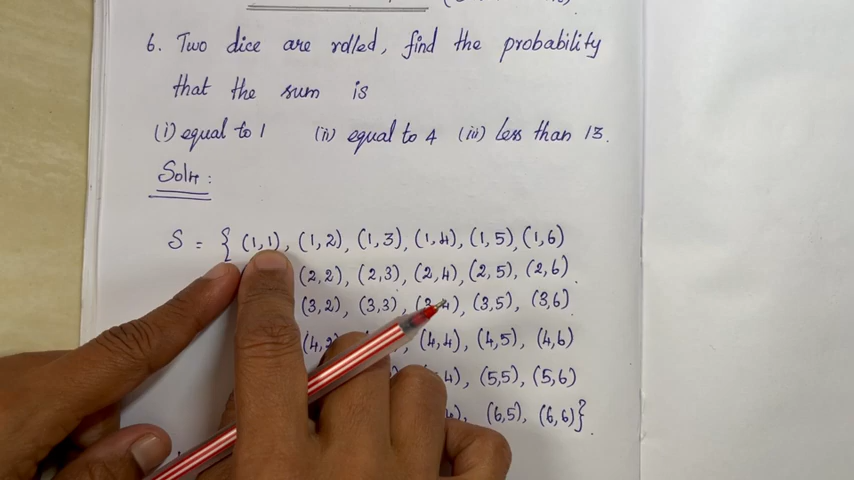 6. Two dice are rolled, find the probability
that the sum is
(i) equal to 1 (ii) equal to 4 (iii) less than 13.
Soln:
S = { (1,1), (1,2), (1,3), (1,4), (1,5), (1,6)
(2,2), (2,3), (2,4), (2,5), (2,6)
(3,2), (3,3), (3,4), (3,5), (3,6)
(4,4), (4,5), (4,6)
(5,5), (5,6)
(6,5), (6,6)}.